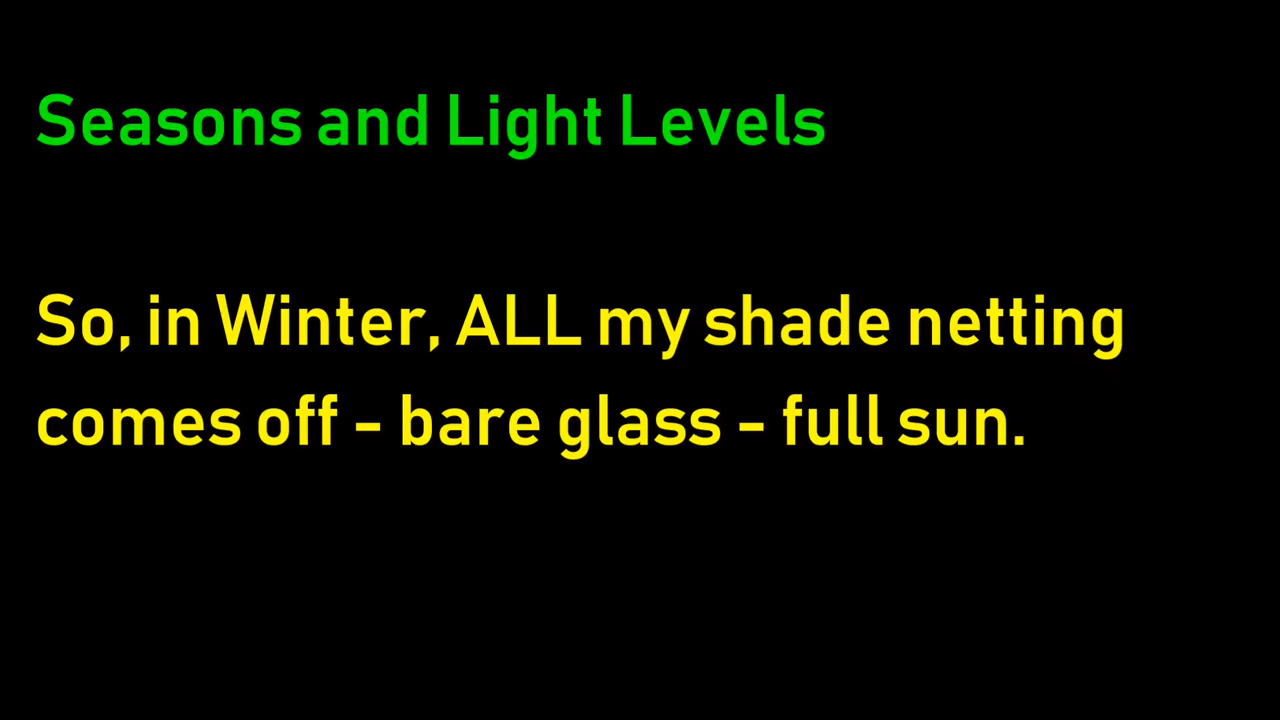 Seasons and Light Levels
So, in Winter, ALL my shade netting
comes off - bare glass - full sun.